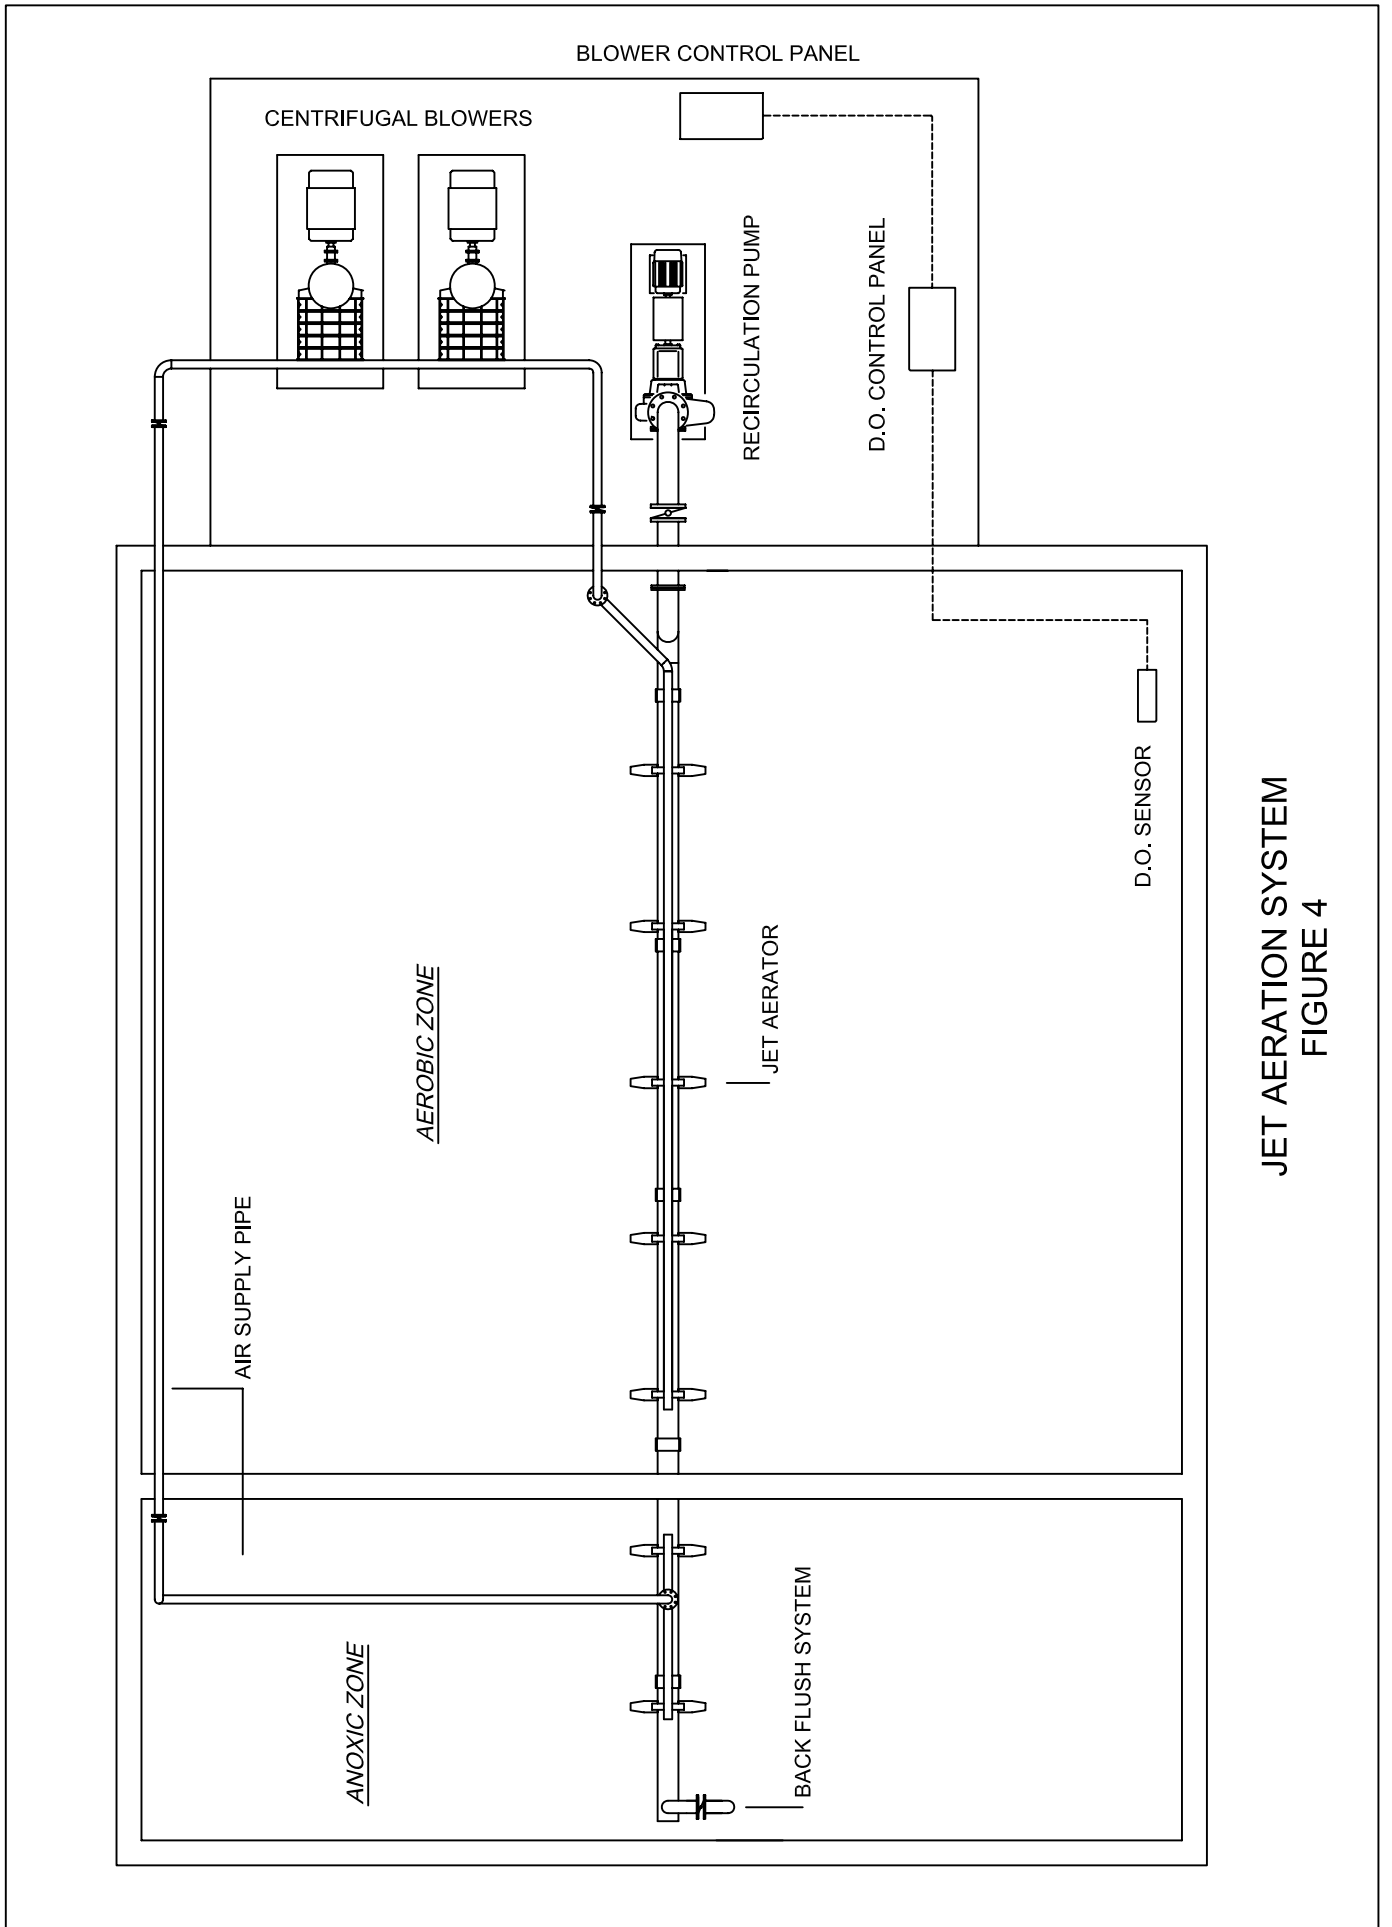 BLOWER CONTROL PANEL
CENTRIFUGAL BLOWERS
RECIRCULATION PUMP
D.O. CONTROL PANEL
D.O. SENSOR
JET AERATOR
AEROBIC ZONE
AIR SUPPLY PIPE
ANOXIC ZONE
BACK FLUSH SYSTEM
JET AERATION SYSTEM
FIGURE 4